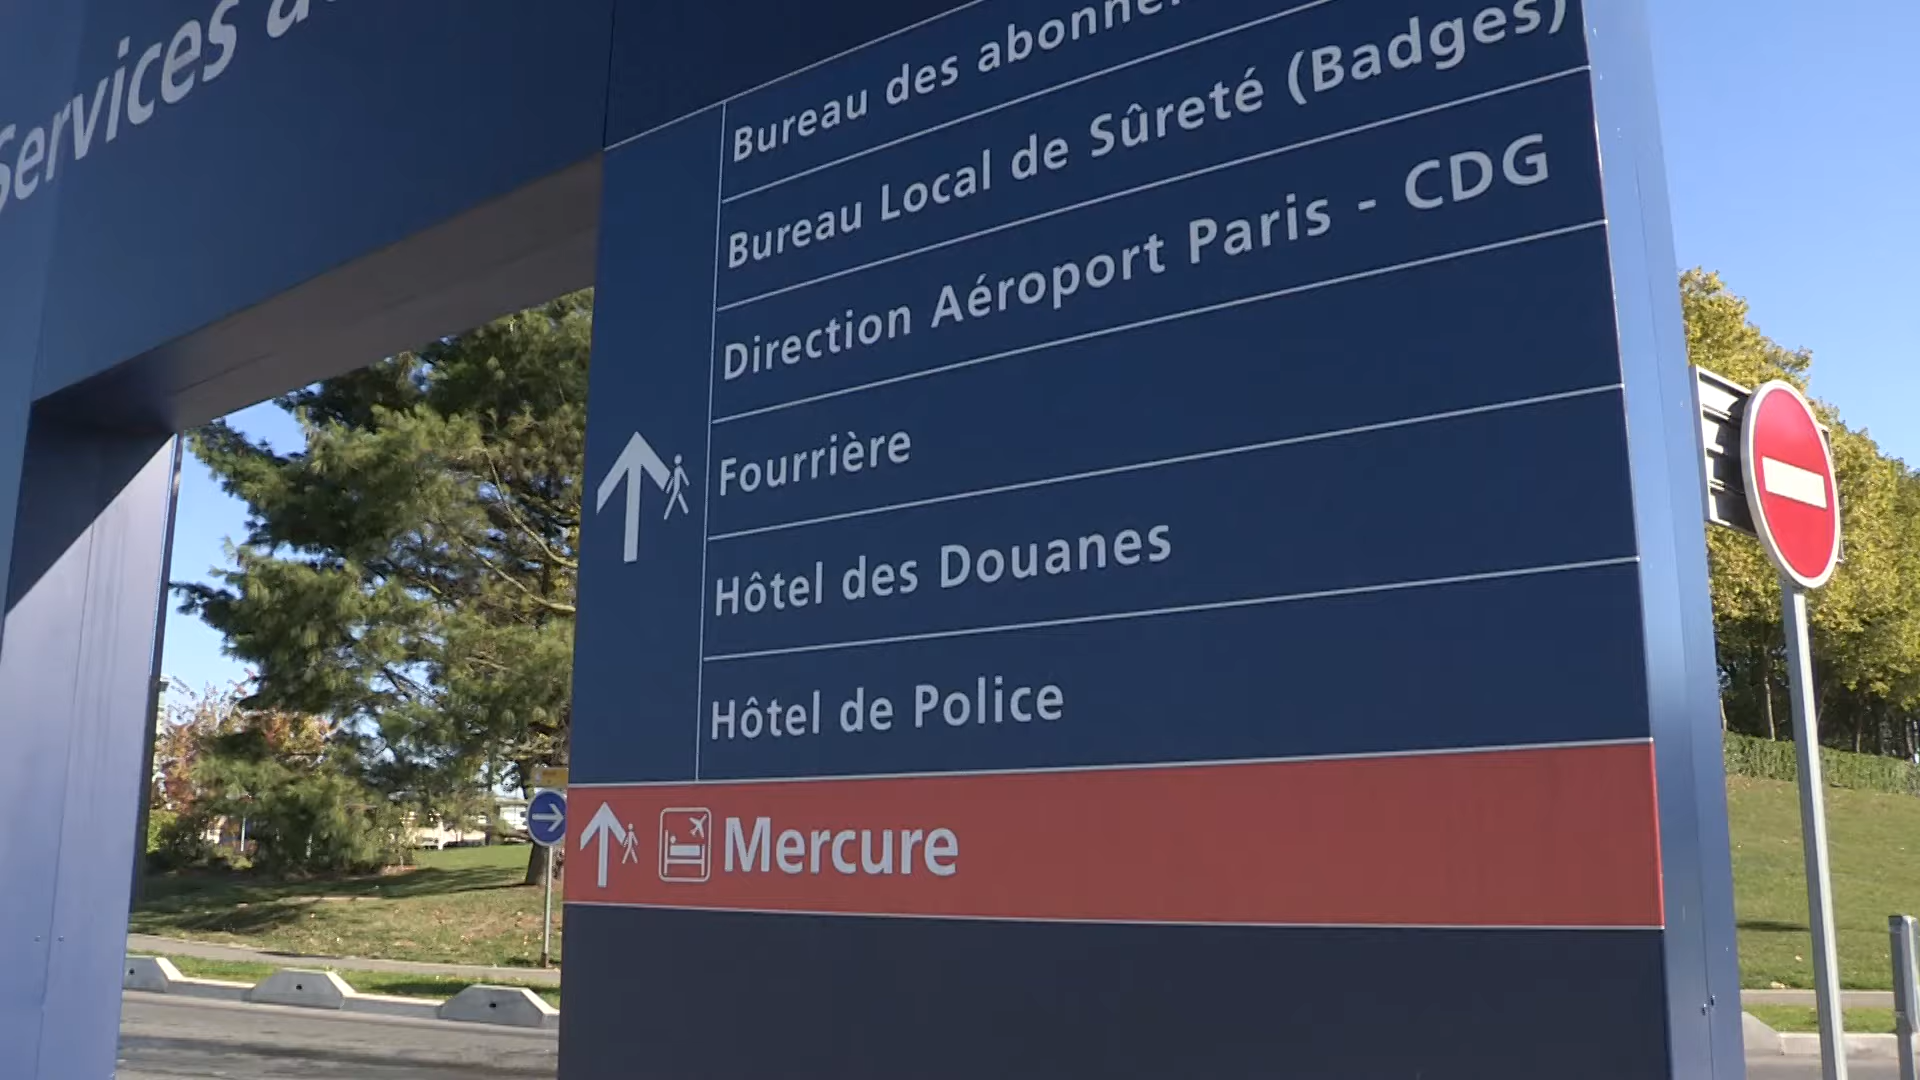 Services
Bureau des
Bureau Local de Sûreté (Badges)
Direction Aéroport Paris - CDG
Fourrière
Hôtel des Douanes
Hôtel de Police
Mercure